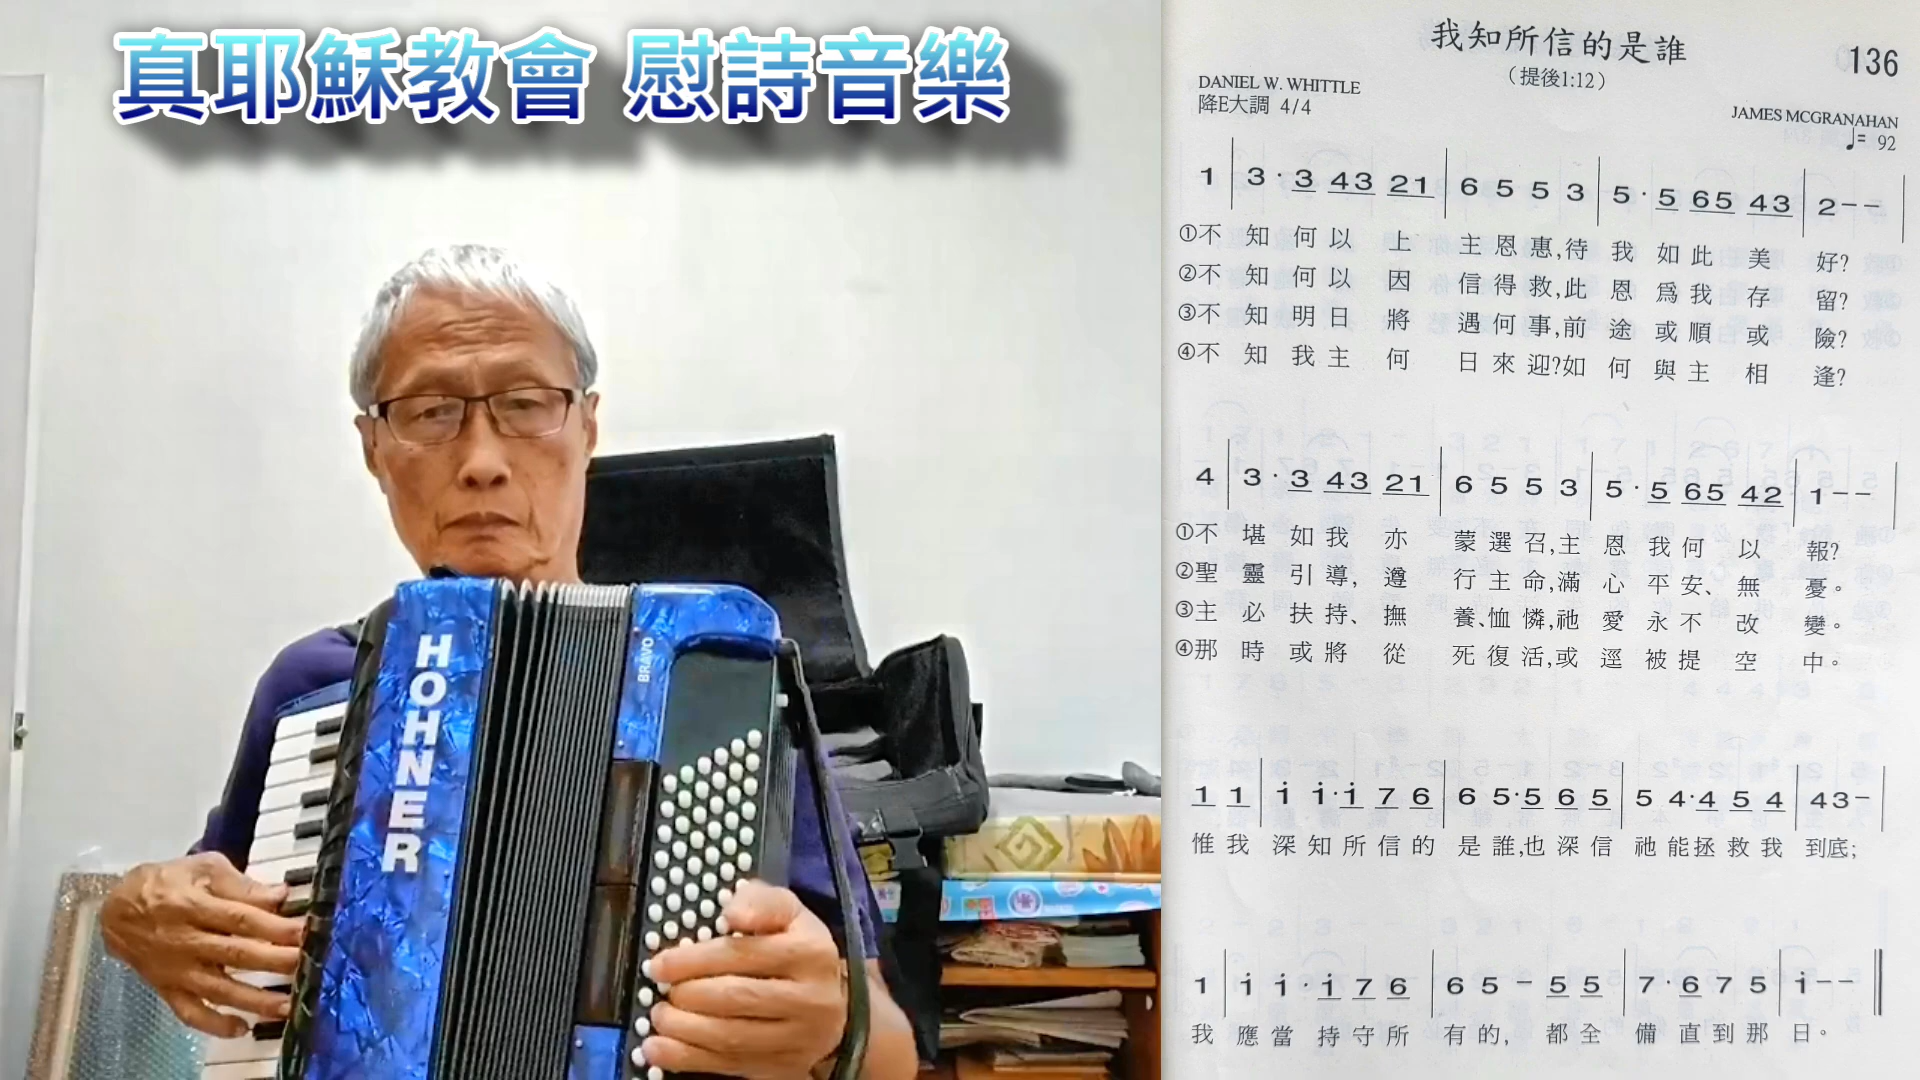 真耶穌教會 慰詩音樂
HOHNER
BRAVO
我知所信的是誰
136
(提後1:12)
DANIEL W. WHITTLE
降E大調 4/4
JAMES MCGRANAHAN
♩= 92
1 | 3 · 3 43 21 | 6 5 5 3 | 5 · 5 65 43 | 2 – – |
①不 知 何 以 上 主 恩 惠,待 我 如 此 美 好?
②不 知 何 以 因 信 得 救,此 恩 爲 我 存 留?
③不 知 明 日 將 遇 何 事,前 途 或 順 或 險?
④不 知 我 主 何 日 來 迎?如 何 與 主 相 逢?
4 | 3 · 3 43 21 | 6 5 5 3 | 5 · 5 65 42 | 1 – – |
①不 堪 如 我 亦 蒙 選 召,主 恩 我 何 以 報?
②聖 靈 引 導, 遵 行 主 命,滿 心 平 安、無 憂。
③主 必 扶 持、撫 養、恤 憐,祂 愛 永 不 改 變。
④那 時 或 將 從 死 復 活,或 逕 被 提 空 中。
1 1 | i i · i 7 6 | 6 5 · 5 6 5 | 5 4 · 4 5 4 | 4 3 – |
惟 我 深 知 所 信 的 是 誰,也 深 信 祂 能 拯 救 我 到底;
1 | i i · i 7 6 | 6 5 – 5 5 | 7 · 6 7 5 | i – – ‖
我 應 當 持 守 所 有 的, 都 全 備 直 到 那 日。